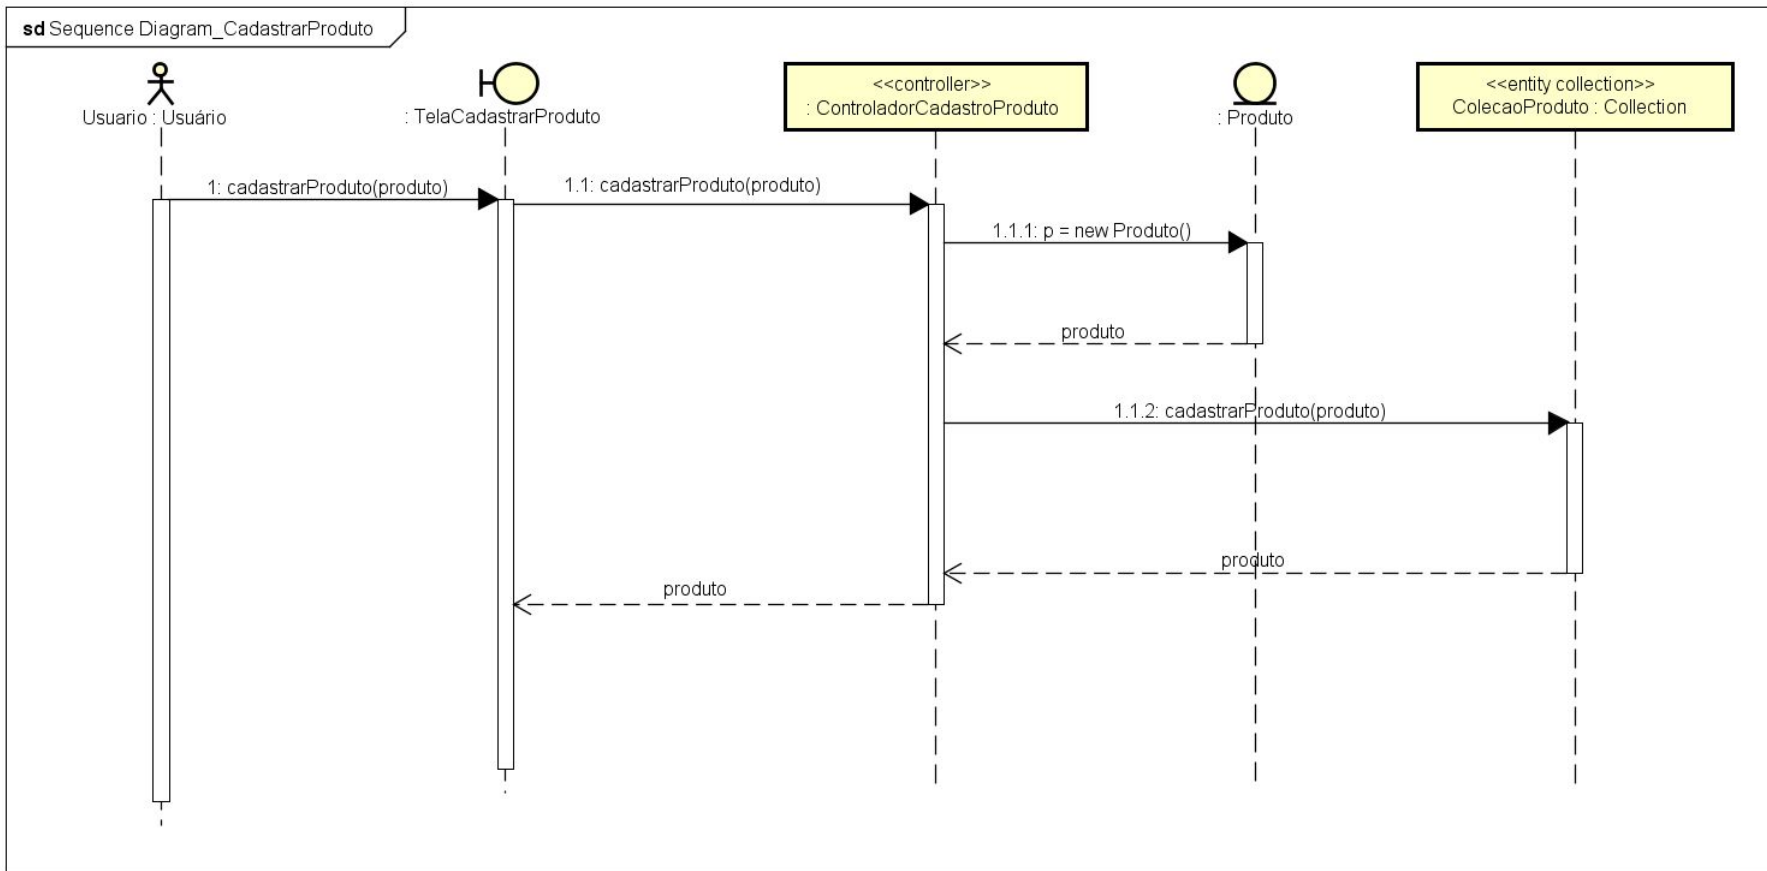 sd Sequence Diagram_CadastrarProduto
Usuario : Usuário
: TelaCadastrarProduto
<<controller>>
: ControladorCadastroProduto
: Produto
<<entity collection>>
ColecaoProduto : Collection
1: cadastrarProduto(produto)
1.1: cadastrarProduto(produto)
1.1.1: p = new Produto()
produto
1.1.2: cadastrarProduto(produto)
produto
produto